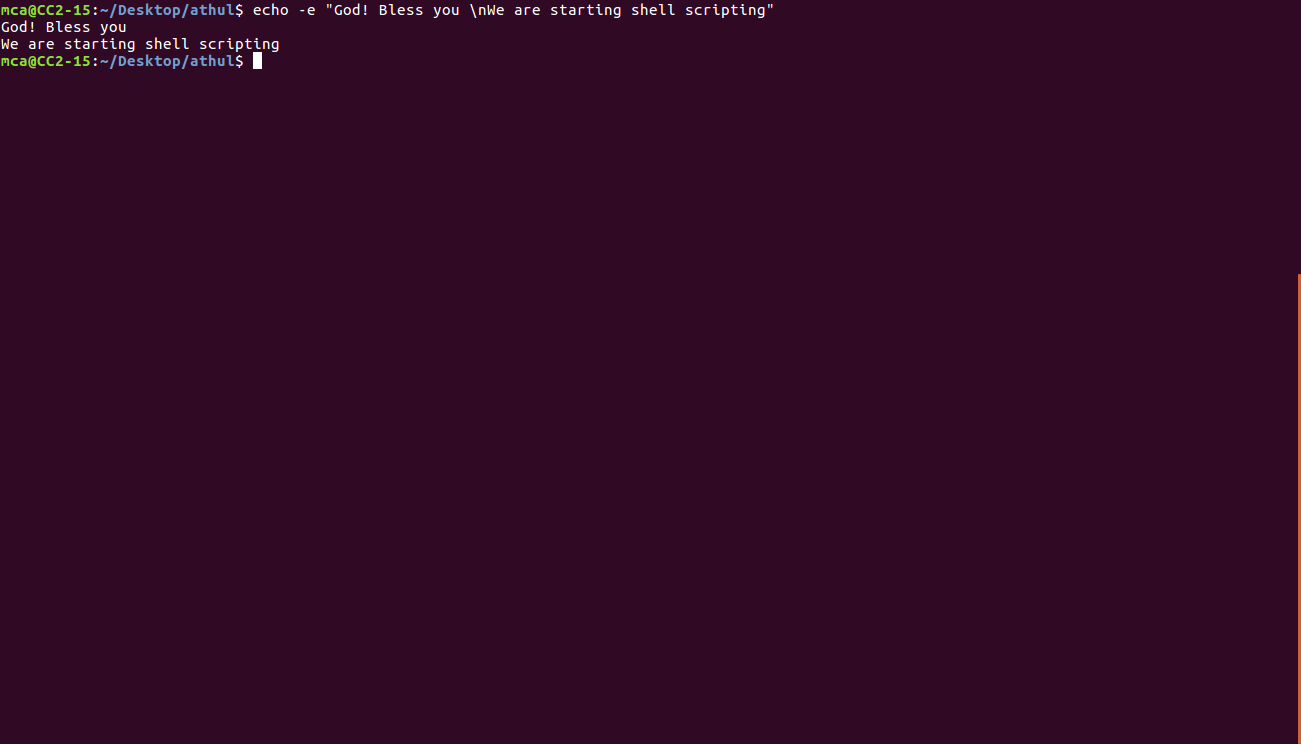 mca@CC2-15:~/Desktop/athul$ echo -e "God! Bless you \nWe are starting shell scripting"
God! Bless you
We are starting shell scripting
mca@CC2-15:~/Desktop/athul$